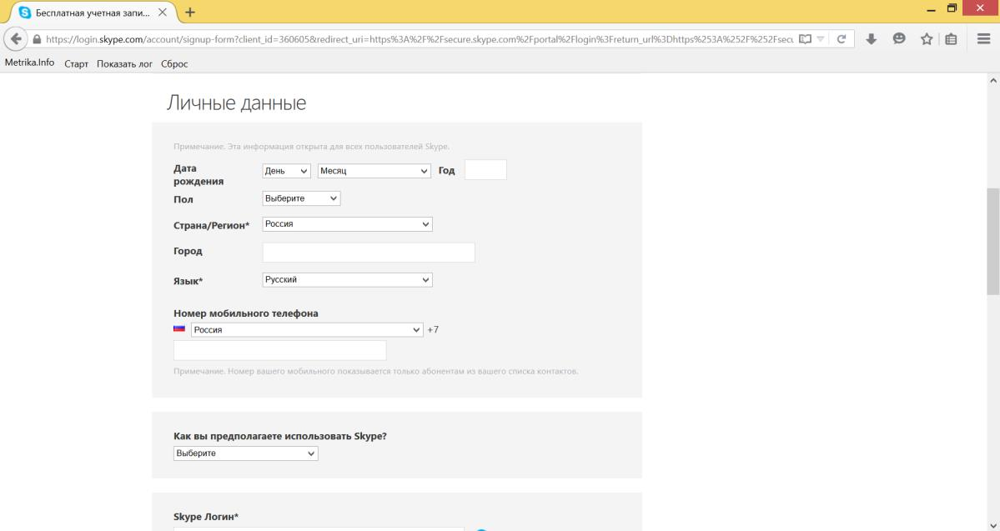 Бесплатная учетная запи...
https://login.skype.com/account/signup-form?client_id=360605&redirect_uri=https%3A%2F%2Fsecure.skype.com%2Fportal%2Flogin%3Freturn_url%3Dhttps%253A%252F%252Fsecu
Metrika.Info Старт Показать лог Сброс
Личные данные
Примечание. Эта информация открыта для всех пользователей Skype.
Дата
рождения
День Месяц Год
Пол Выберите
Страна/Регион* Россия
Город
Язык* Русский
Номер мобильного телефона
Россия +7
Примечание. Номер вашего мобильного показывается только абонентам из вашего списка контактов.
Как вы предполагаете использовать Skype?
Выберите
Skype Логин*